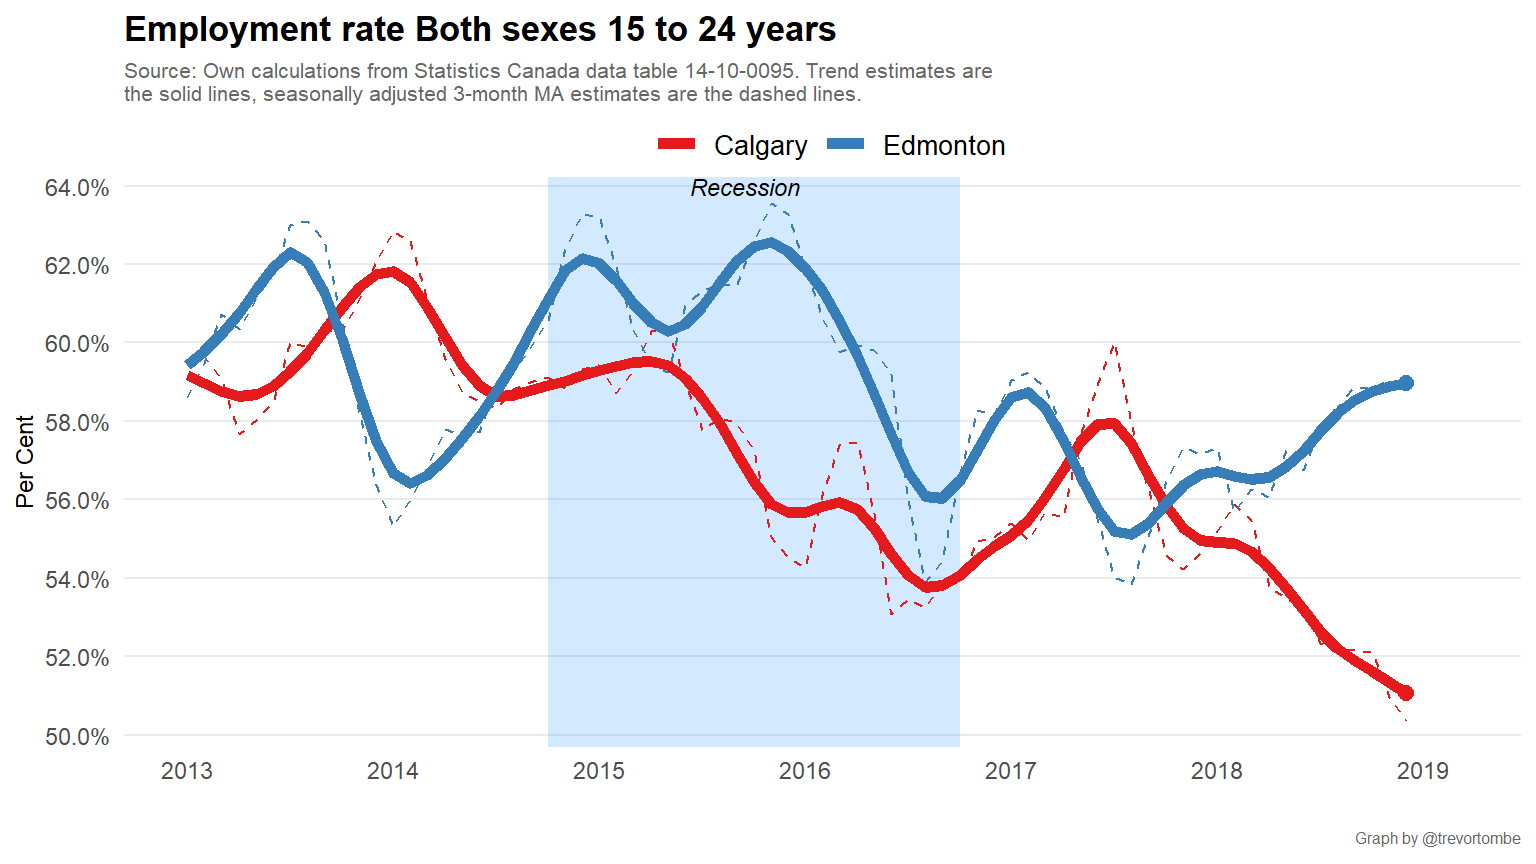 Employment rate Both sexes 15 to 24 years
Source: Own calculations from Statistics Canada data table 14-10-0095. Trend estimates are
the solid lines, seasonally adjusted 3-month MA estimates are the dashed lines.
Calgary Edmonton
Recession
64.0%
62.0%
60.0%
58.0%
56.0%
54.0%
52.0%
50.0%
Per Cent
2013 2014 2015 2016 2017 2018 2019
Graph by @trevortombe